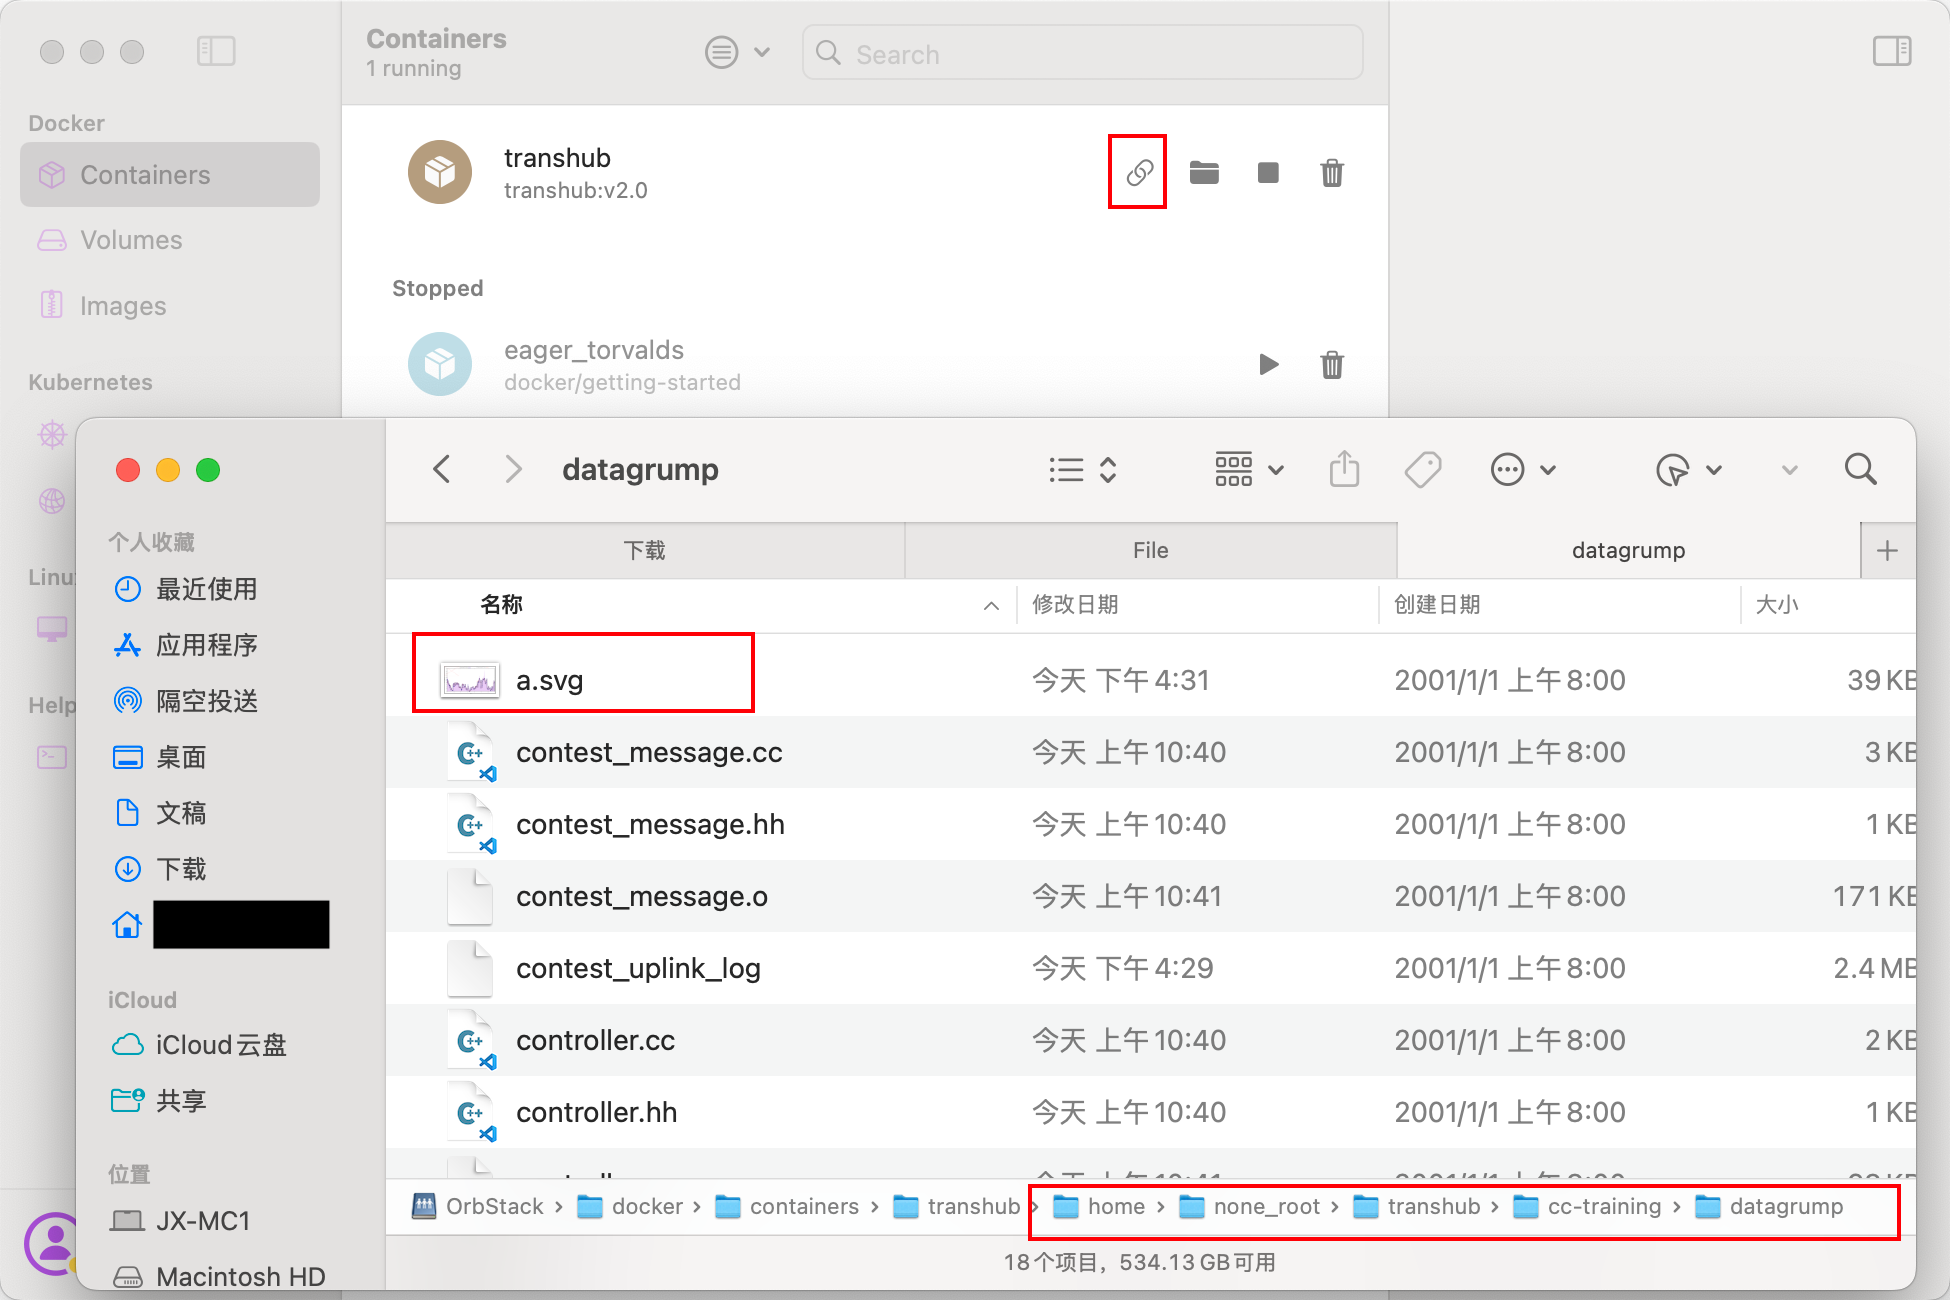 Containers
1 running
Search
Docker
Containers
Volumes
Images
Kubernetes
Linux
Help
transhub
transhub:v2.0
Stopped
eager_torvalds
docker/getting-started
datagrump
下载
File
datagrump
个人收藏
最近使用
应用程序
隔空投送
桌面
文稿
下载
iCloud
iCloud云盘
共享
位置
JX-MC1
Macintosh HD
名称 修改日期 创建日期 大小
a.svg 今天 下午4:31 2001/1/1 上午8:00 39 KB
contest_message.cc 今天 上午10:40 2001/1/1 上午8:00 3 KB
contest_message.hh 今天 上午10:40 2001/1/1 上午8:00 1 KB
contest_message.o 今天 上午10:41 2001/1/1 上午8:00 171 KB
contest_uplink_log 今天 下午4:29 2001/1/1 上午8:00 2.4 MB
controller.cc 今天 上午10:40 2001/1/1 上午8:00 2 KB
controller.hh 今天 上午10:40 2001/1/1 上午8:00 1 KB
OrbStack › docker › containers › transhub › home › none_root › transhub › cc-training › datagrump
18个项目，534.13 GB可用